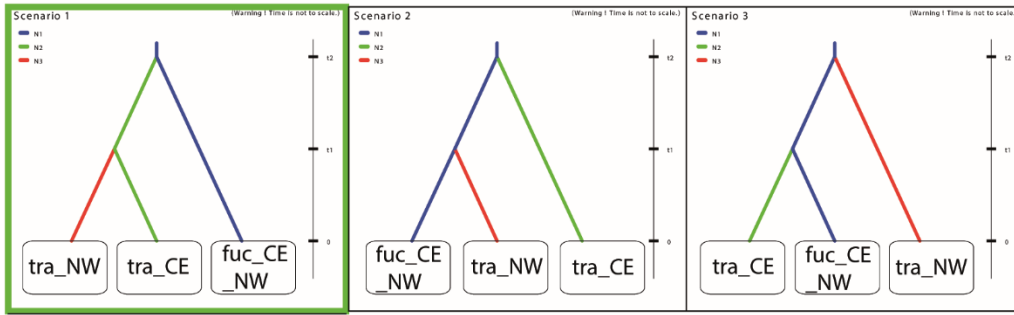 Scenario 1
(Warning ! Time is not to scale.)
N1
N2
N3
t2
t1
0
tra_NW
tra_CE
fuc_CE
_NW
Scenario 2
(Warning ! Time is not to scale.)
N1
N2
N3
t2
t1
0
fuc_CE
_NW
tra_NW
tra_CE
Scenario 3
(Warning ! Time is not to scale.)
N1
N2
N3
t2
t1
0
tra_CE
fuc_CE
_NW
tra_NW